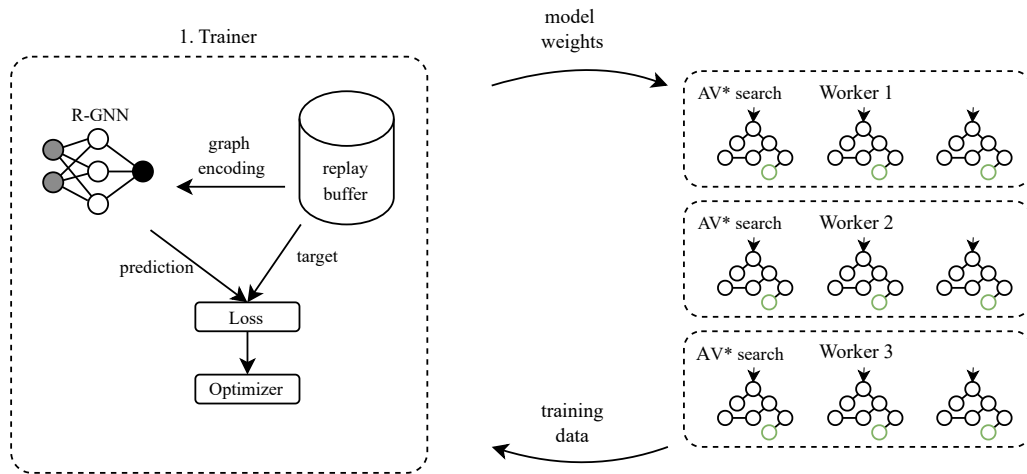 1. Trainer
R-GNN
graph
encoding
replay
buffer
prediction
target
Loss
Optimizer
model
weights
AV* search Worker 1
AV* search Worker 2
AV* search Worker 3
training
data